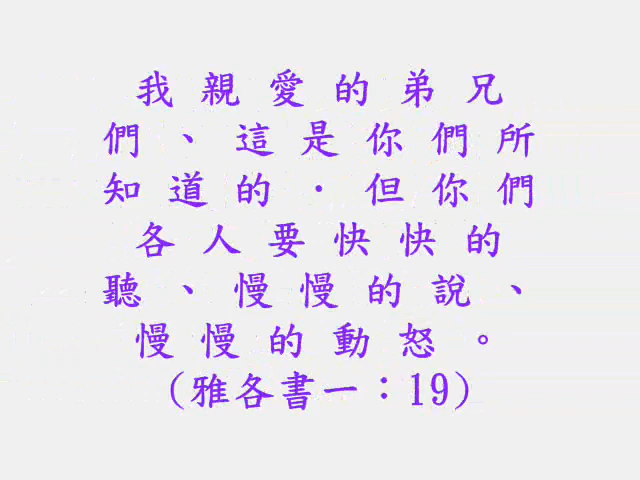 我親愛的弟兄
們、這是你們所
知道的．但你們
各人要快快的
聽、慢慢的說、
慢慢的動怒。
(雅各書一：19)